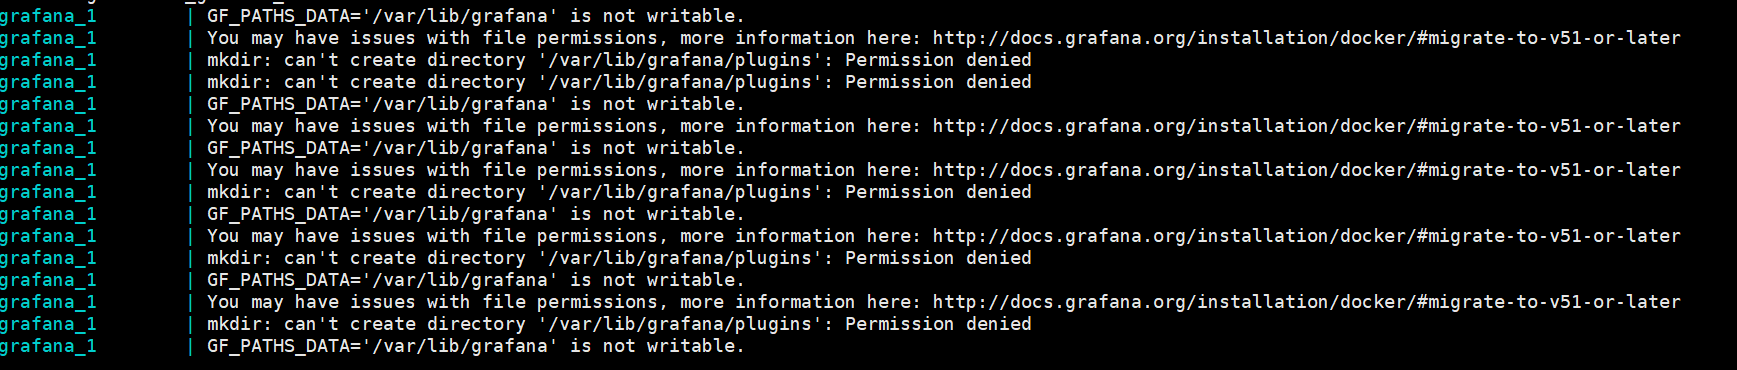 grafana_1 | GF_PATHS_DATA='/var/lib/grafana' is not writable.
grafana_1 | You may have issues with file permissions, more information here: http://docs.grafana.org/installation/docker/#migrate-to-v51-or-later
grafana_1 | mkdir: can't create directory '/var/lib/grafana/plugins': Permission denied
grafana_1 | mkdir: can't create directory '/var/lib/grafana/plugins': Permission denied
grafana_1 | GF_PATHS_DATA='/var/lib/grafana' is not writable.
grafana_1 | You may have issues with file permissions, more information here: http://docs.grafana.org/installation/docker/#migrate-to-v51-or-later
grafana_1 | GF_PATHS_DATA='/var/lib/grafana' is not writable.
grafana_1 | You may have issues with file permissions, more information here: http://docs.grafana.org/installation/docker/#migrate-to-v51-or-later
grafana_1 | mkdir: can't create directory '/var/lib/grafana/plugins': Permission denied
grafana_1 | GF_PATHS_DATA='/var/lib/grafana' is not writable.
grafana_1 | You may have issues with file permissions, more information here: http://docs.grafana.org/installation/docker/#migrate-to-v51-or-later
grafana_1 | mkdir: can't create directory '/var/lib/grafana/plugins': Permission denied
grafana_1 | GF_PATHS_DATA='/var/lib/grafana' is not writable.
grafana_1 | You may have issues with file permissions, more information here: http://docs.grafana.org/installation/docker/#migrate-to-v51-or-later
grafana_1 | mkdir: can't create directory '/var/lib/grafana/plugins': Permission denied
grafana_1 | GF_PATHS_DATA='/var/lib/grafana' is not writable.